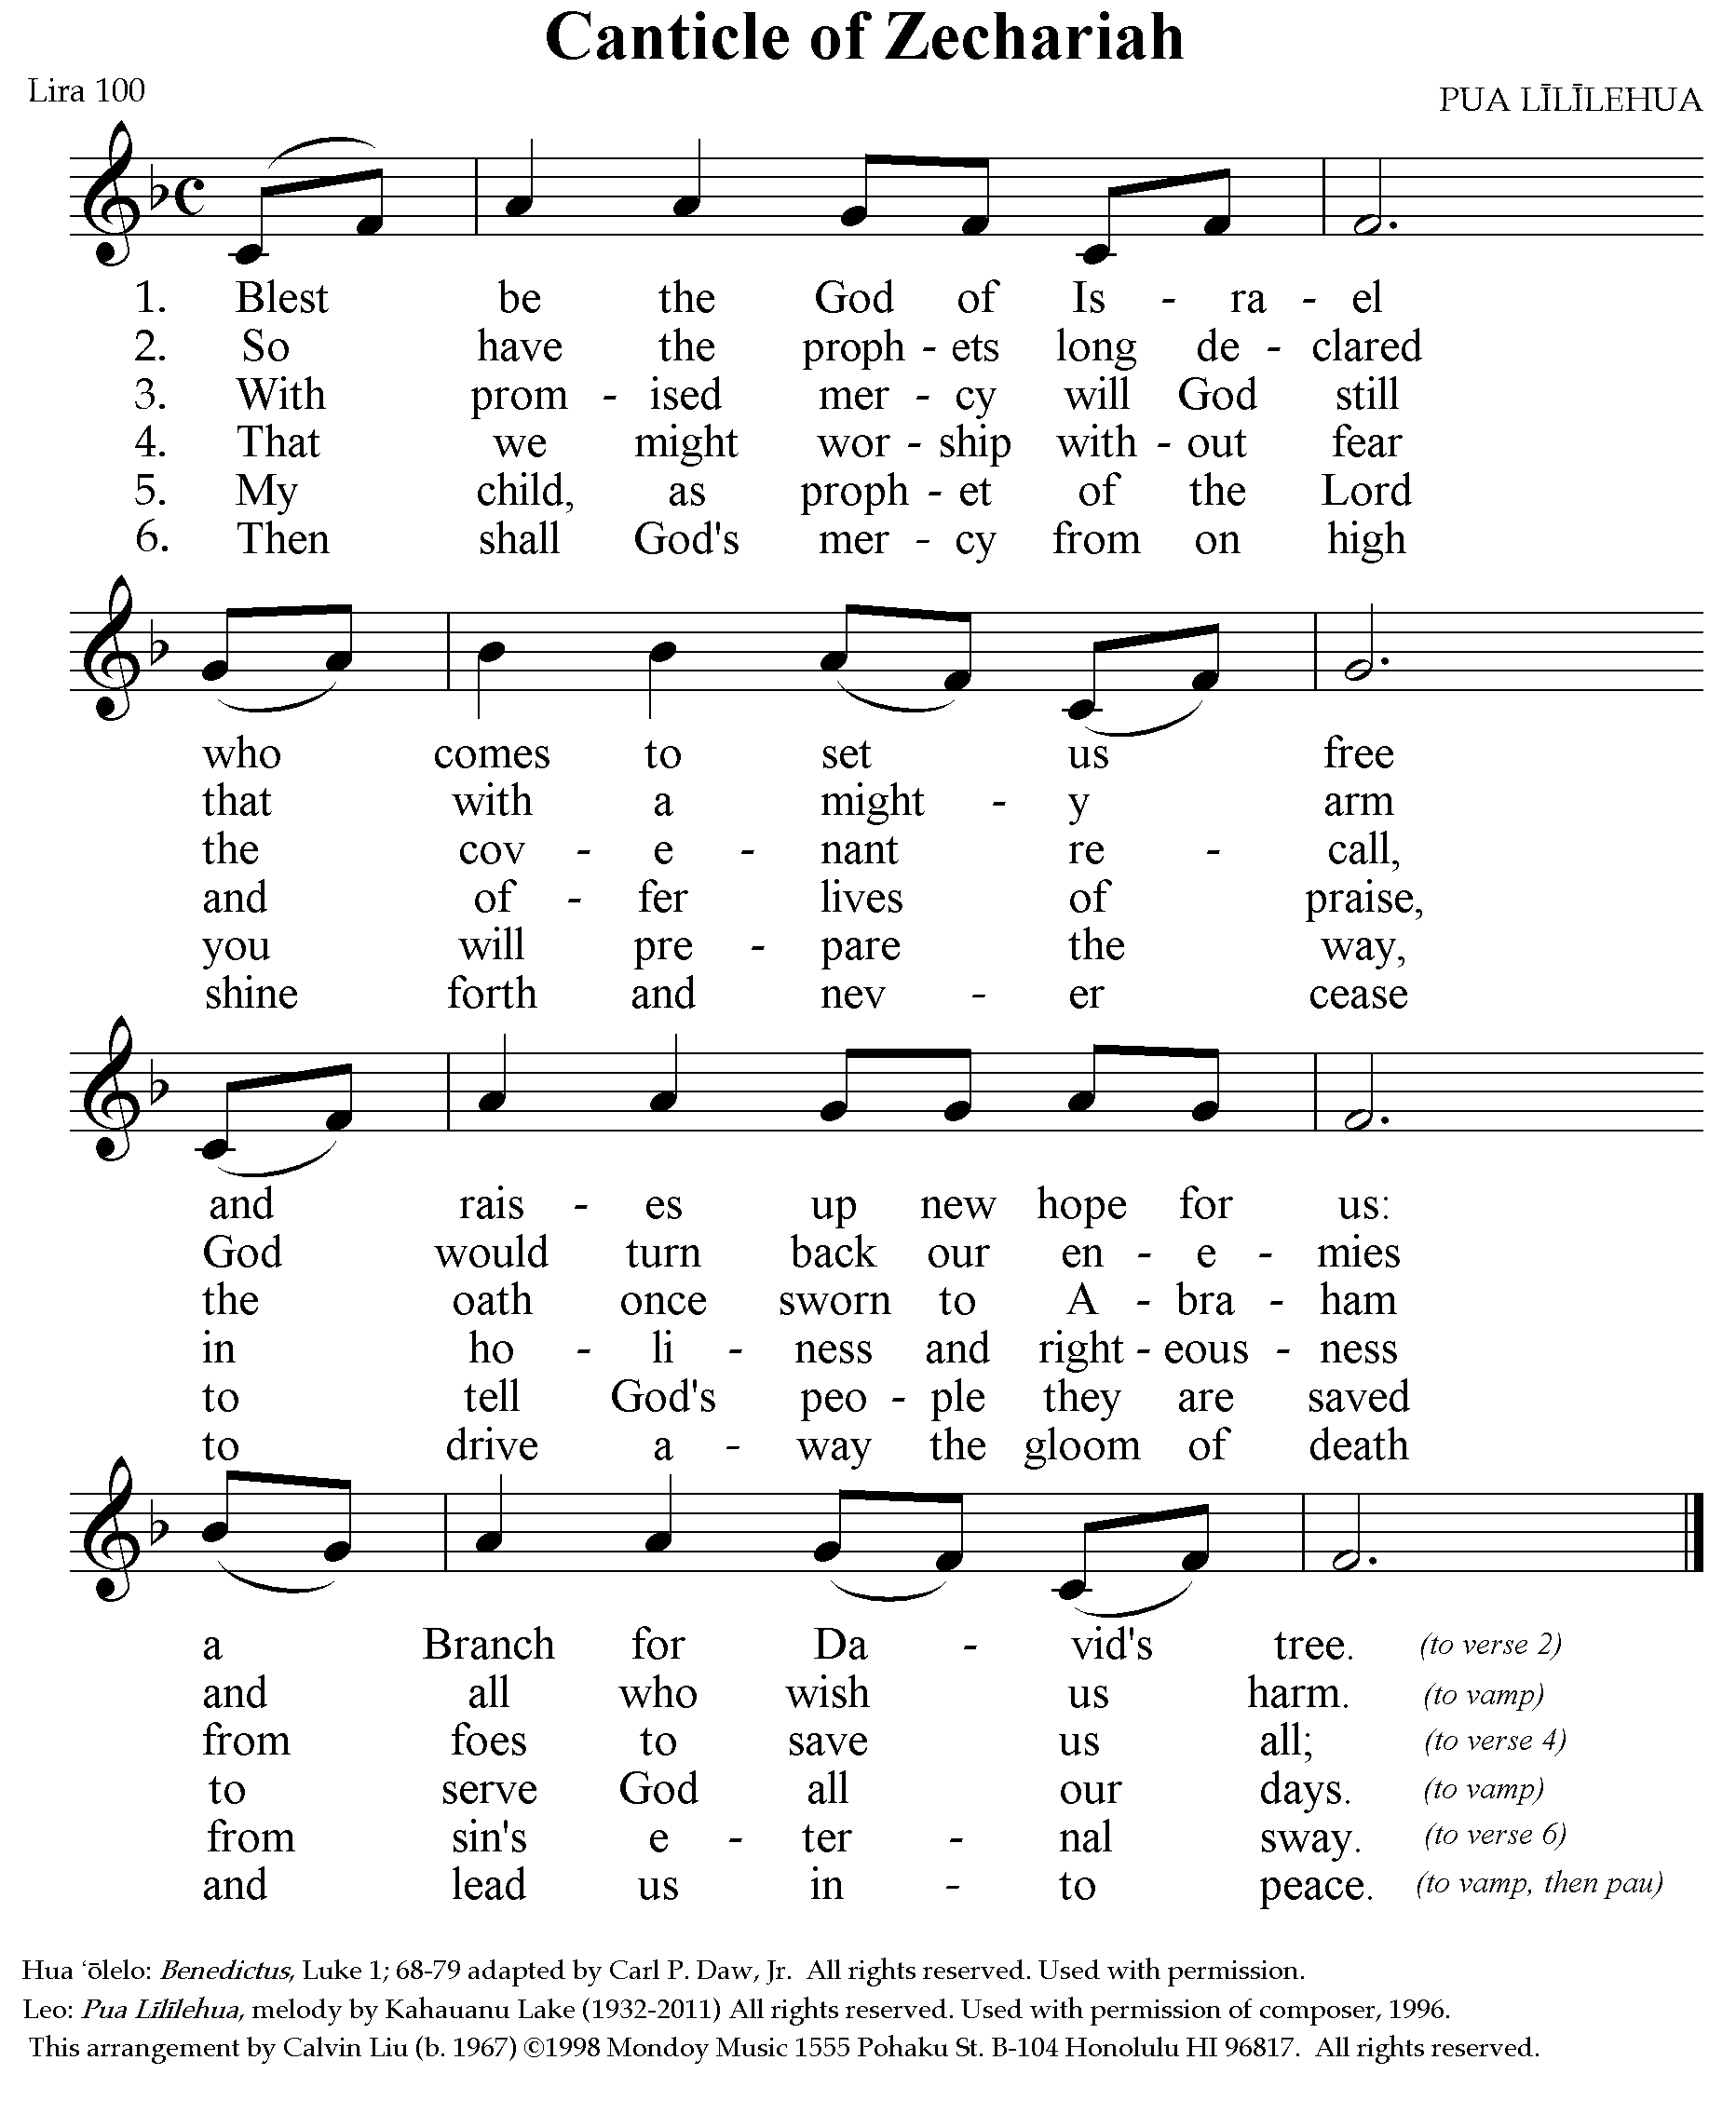 Canticle of Zechariah
Lira 100
PUA LĪLĪLEHUA
1. Blest be the God of Is - ra - el
2. So have the proph - ets long de - clared
3. With prom - ised mer - cy will God still
4. That we might wor - ship with - out fear
5. My child, as proph - et of the Lord
6. Then shall God's mer - cy from on high
who comes to set us free
that with a might - y arm
the cov - e - nant re - call,
and of - fer lives of praise,
you will pre - pare the way,
shine forth and nev - er cease
and rais - es up new hope for us:
God would turn back our en - e - mies
the oath once sworn to A - bra - ham
in ho - li - ness and right - eous - ness
to tell God's peo - ple they are saved
to drive a - way the gloom of death
a Branch for Da - vid's tree. (to verse 2)
and all who wish us harm. (to vamp)
from foes to save us all; (to verse 4)
to serve God all our days. (to vamp)
from sin's e - ter - nal sway. (to verse 6)
and lead us in - to peace. (to vamp, then pau)
Hua ʻōlelo: Benedictus, Luke 1; 68-79 adapted by Carl P. Daw, Jr. All rights reserved. Used with permission.
Leo: Pua Līlīlehua, melody by Kahauanu Lake (1932-2011) All rights reserved. Used with permission of composer, 1996.
This arrangement by Calvin Liu (b. 1967) ©1998 Mondoy Music 1555 Pohaku St. B-104 Honolulu HI 96817. All rights reserved.